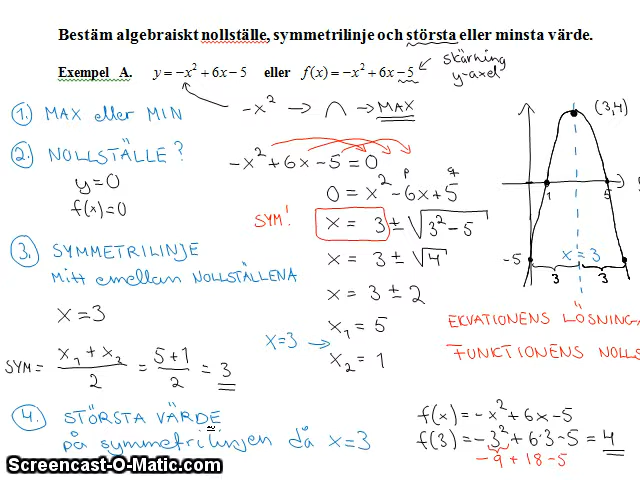 Bestäm algebraiskt nollställe, symmetrilinje och största eller minsta värde.
Exempel A. y = -x² + 6x - 5 eller f(x) = -x² + 6x - 5
skärning
y-axel
1. MAX eller MIN
-x² → ∩ → MAX
2. NOLLSTÄLLE?
y=0
f(x)=0
-x² + 6x - 5 = 0
p q
0 = x² - 6x + 5
SYM!
x = 3 ± √3² - 5
x = 3 ± √4
x = 3 ± 2
x₁ = 5
x₂ = 1
x=3 →
3. SYMMETRILINJE
Mitt emellan NOLLSTÄLLENA
x = 3
SYM = x₁ + x₂ / 2 = 5+1 / 2 = 3
(3,4)
1 5
-5
x = 3
3 3
EKVATIONENS LÖSNING
FUNKTIONENS NOLLS
4. STÖRSTA VÄRDE
på symmetrilinjen då x=3
f(x) = -x² + 6x - 5
f(3) = -3² + 6·3 - 5 = 4
-9 + 18 - 5
Screencast-O-Matic.com